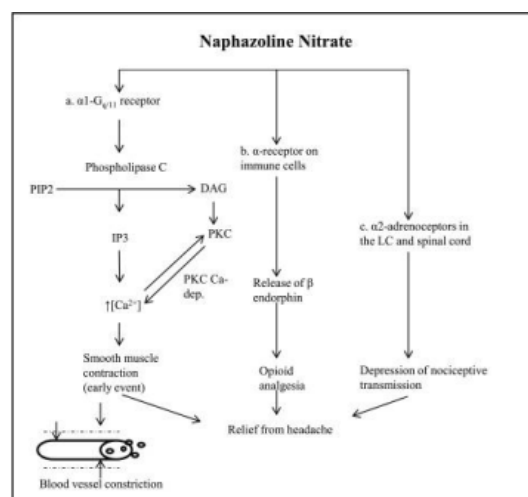 Naphazoline Nitrate
a. α1-Gq/11 receptor
Phospholipase C
PIP2
DAG
IP3
PKC
PKC Ca-
dep.
↑[Ca²⁺]
Smooth muscle
contraction
(early event)
Blood vessel constriction
b. α-receptor on
immune cells
Release of β
endorphin
Opioid
analgesia
Relief from headache
c. α2-adrenoceptors in
the LC and spinal cord
Depression of nociceptive
transmission